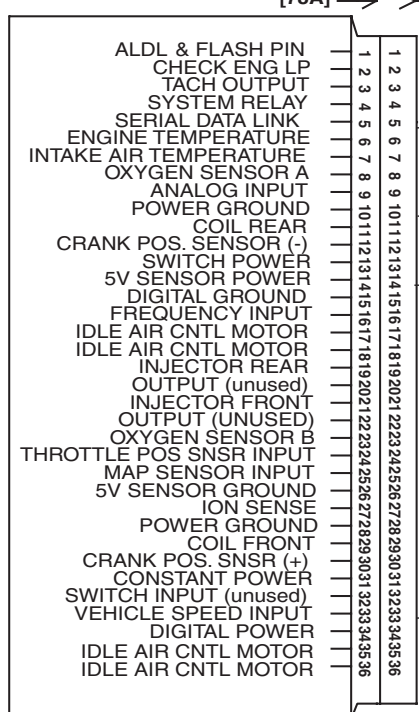 [78A]
ALDL & FLASH PIN 1 1
CHECK ENG LP 2 2
TACH OUTPUT 3 3
SYSTEM RELAY 4 4
SERIAL DATA LINK 5 5
ENGINE TEMPERATURE 6 6
INTAKE AIR TEMPERATURE 7 7
OXYGEN SENSOR A 8 8
ANALOG INPUT 9 9
POWER GROUND 10 10
COIL REAR 11 11
CRANK POS. SENSOR (-) 12 12
SWITCH POWER 13 13
5V SENSOR POWER 14 14
DIGITAL GROUND 15 15
FREQUENCY INPUT 16 16
IDLE AIR CNTL MOTOR 17 17
IDLE AIR CNTL MOTOR 18 18
INJECTOR REAR 19 19
OUTPUT (unused) 20 20
INJECTOR FRONT 21 21
OUTPUT (UNUSED) 22 22
OXYGEN SENSOR B 23 23
THROTTLE POS SNSR INPUT 24 24
MAP SENSOR INPUT 25 25
5V SENSOR GROUND 26 26
ION SENSE 27 27
POWER GROUND 28 28
COIL FRONT 29 29
CRANK POS. SNSR (+) 30 30
CONSTANT POWER 31 31
SWITCH INPUT (unused) 32 32
VEHICLE SPEED INPUT 33 33
DIGITAL POWER 34 34
IDLE AIR CNTL MOTOR 35 35
IDLE AIR CNTL MOTOR 36 36